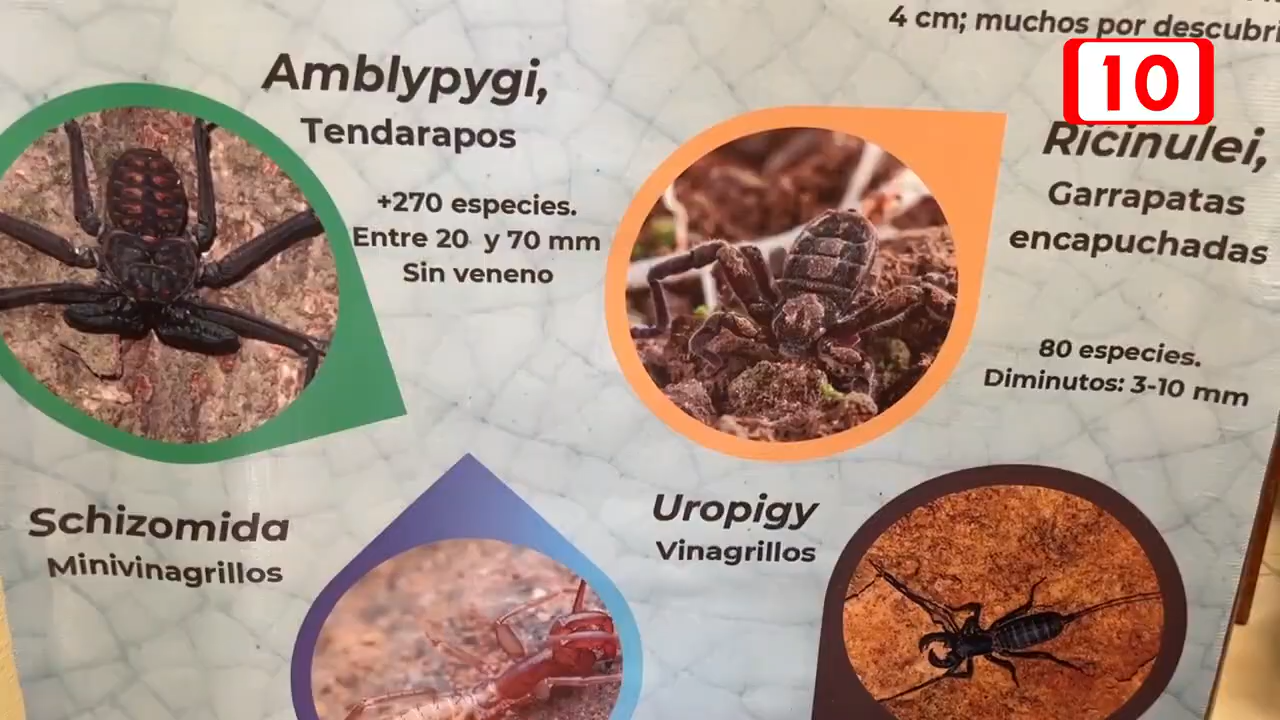 4 cm; muchos por descubri
10
Amblypygi,
Tendarapos
+270 especies.
Entre 20 y 70 mm
Sin veneno
Ricinulei,
Garrapatas
encapuchadas
80 especies.
Diminutos: 3-10 mm
Schizomida
Minivinagrillos
Uropigy
Vinagrillos